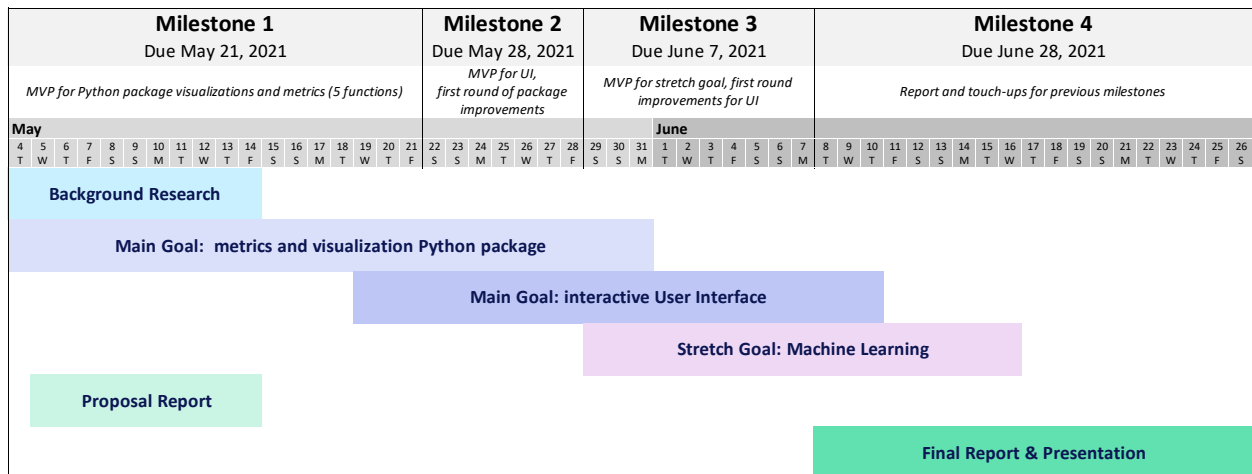 Milestone 1
Due May 21, 2021
Milestone 2
Due May 28, 2021
Milestone 3
Due June 7, 2021
Milestone 4
Due June 28, 2021
MVP for Python package visualizations and metrics (5 functions)
MVP for UI,
first round of package
improvements
MVP for stretch goal, first round
improvements for UI
Report and touch-ups for previous milestones
May June
4 5 6 7 8 9 10 11 12 13 14 15 16 17 18 19 20 21 22 23 24 25 26 27 28 29 30 31 1 2 3 4 5 6 7 8 9 10 11 12 13 14 15 16 17 18 19 20 21 22 23 24 25 26
T W T F S S M T W T F S S M T W T F S S M T W T F S S M T W T F S S M T W T F S S M T W T F S S M T W T F S
Background Research
Main Goal: metrics and visualization Python package
Main Goal: interactive User Interface
Stretch Goal: Machine Learning
Proposal Report
Final Report & Presentation